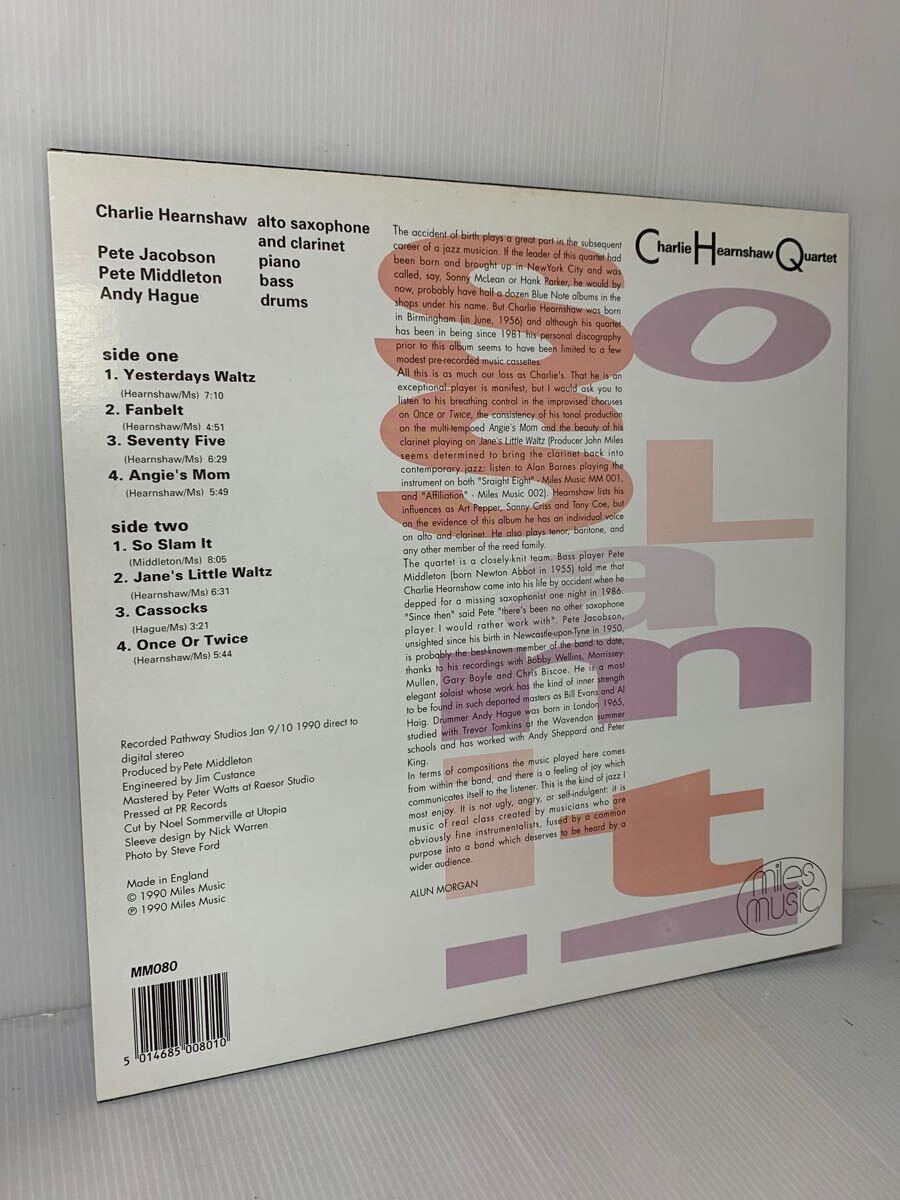 Charlie Hearnshaw alto saxophone
and clarinet
Pete Jacobson piano
Pete Middleton bass
Andy Hague drums
side one
1. Yesterdays Waltz
(Hearnshaw/Ms) 7:10
2. Fanbelt
(Hearnshaw/Ms) 4:51
3. Seventy Five
(Hearnshaw/Ms) 6:29
4. Angie's Mom
(Hearnshaw/Ms) 5:49
side two
1. So Slam It
(Middleton/Ms) 8:05
2. Jane's Little Waltz
(Hearnshaw/Ms) 6:31
3. Cassocks
(Hague/Ms) 3:21
4. Once Or Twice
(Hearnshaw/Ms) 5:44
Recorded Pathway Studios Jan 9/10 1990 direct to
digital stereo
Produced by Pete Middleton
Engineered by Jim Custance
Mastered by Peter Watts at Raesor Studio
Pressed at PR Records
Cut by Noel Sommerville at Utopia
Sleeve design by Nick Warren
Photo by Steve Ford
Made in England
© 1990 Miles Music
℗ 1990 Miles Music
MM080
5 014685 008010
The accident of birth plays a great part in the subsequent
career of a jazz musician. If the leader of this quartet had
been born and brought up in NewYork City and was
called, say, Sonny McLean or Hank Parker, he would by
now, probably have half a dozen Blue Note albums in the
shops under his name. But Charlie Hearnshaw was born
in Birmingham (in June, 1956) and although his quartet
has been in being since 1981 his personal discography
prior to this album seems to have been limited to a few
modest pre-recorded music cassettes.
All this is as much our loss as Charlie's. That he is an
exceptional player is manifest, but I would ask you to
listen to his breathing control in the improvised choruses
on Once or Twice, the consistency of his tonal production
on the multi-tempoed Angie's Mom and the beauty of his
clarinet playing on Jane's Little Waltz (Producer John Miles
seems determined to bring the clarinet back into
contemporary jazz: listen to Alan Barnes playing the
instrument on both "Sraight Eight" - Miles Music MM 001,
and "Affiliation" - Miles Music 002). Hearnshaw lists his
influences as Art Pepper, Sonny Criss and Tony Coe, but
on the evidence of this album he has an individual voice
on alto and clarinet. He also plays tenor, baritone, and
any other member of the reed family.
The quartet is a closely-knit team. Bass player Pete
Middleton (born Newton Abbot in 1955) told me that
Charlie Hearnshaw came into his life by accident when he
depped for a missing saxophonist one night in 1986.
"Since then" said Pete "there's been no other saxophone
player I would rather work with". Pete Jacobson,
unsighted since his birth in Newcastle-upon-Tyne in 1950,
is probably the best-known member of the band to date,
thanks to his recordings with Bobby Wellins, Morrissey-
Mullen, Gary Boyle and Chris Biscoe. He is a most
elegant soloist whose work has the kind of inner strength
to be found in such departed masters as Bill Evans and Al
Haig. Drummer Andy Hague was born in London 1965,
studied with Trevor Tomkins at the Wavendon summer
schools and has worked with Andy Sheppard and Peter
King.
In terms of compositions the music played here comes
from within the band, and there is a feeling of joy which
communicates itself to the listener. This is the kind of jazz I
most enjoy. It is not ugly, angry, or self-indulgent: it is
music of real class created by musicians who are
obviously fine instrumentalists, fused by a common
purpose into a band which deserves to be heard by a
wider audience.
ALUN MORGAN
Charlie Hearnshaw Quartet
So
sLam
it!
miles
music